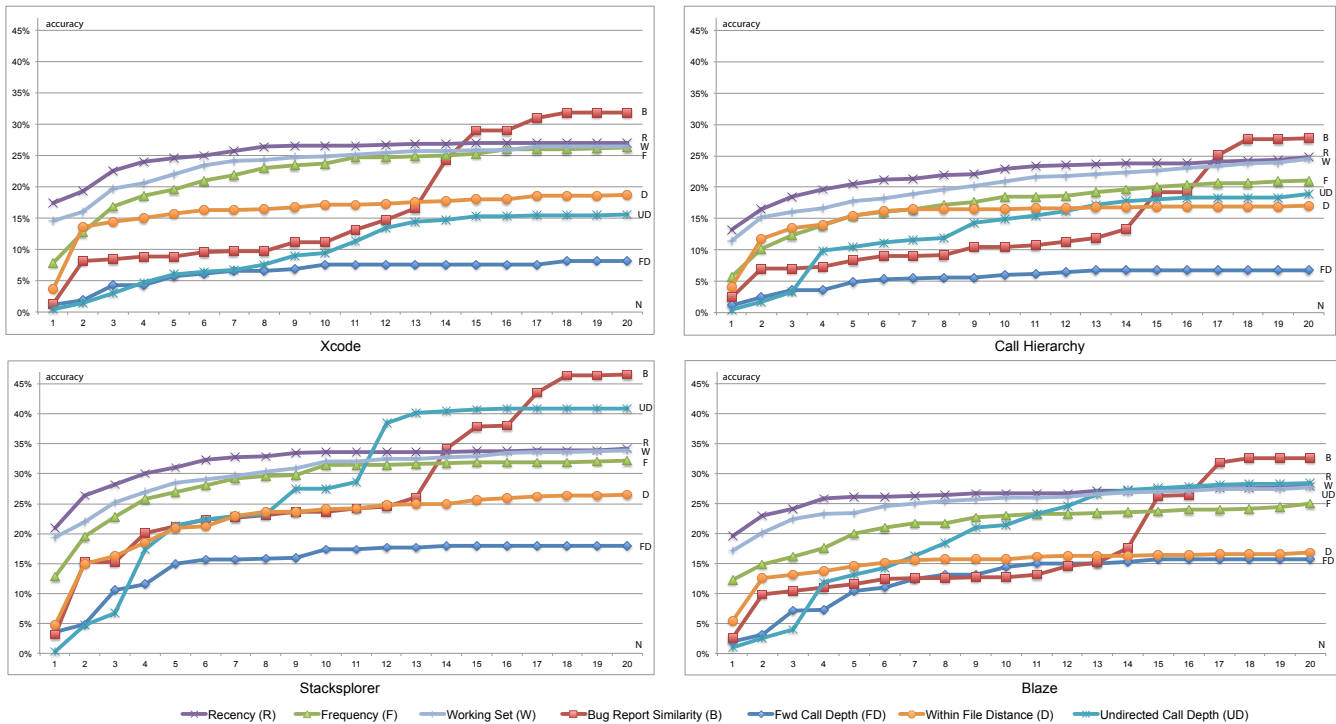 accuracy
45%
40%
35%
30%
25%
20%
15%
10%
5%
0%
B
R
W
F
D
UD
FD
N
1 2 3 4 5 6 7 8 9 10 11 12 13 14 15 16 17 18 19 20
Xcode
accuracy
45%
40%
35%
30%
25%
20%
15%
10%
5%
0%
B
R
W
F
UD
D
FD
N
1 2 3 4 5 6 7 8 9 10 11 12 13 14 15 16 17 18 19 20
Call Hierarchy
accuracy
45%
40%
35%
30%
25%
20%
15%
10%
5%
0%
B
UD
R
W
F
D
FD
N
1 2 3 4 5 6 7 8 9 10 11 12 13 14 15 16 17 18 19 20
Stacksplorer
accuracy
45%
40%
35%
30%
25%
20%
15%
10%
5%
0%
B
R
W
UD
F
D
FD
N
1 2 3 4 5 6 7 8 9 10 11 12 13 14 15 16 17 18 19 20
Blaze
Recency (R) Frequency (F) Working Set (W) Bug Report Similarity (B) Fwd Call Depth (FD) Within File Distance (D) Undirected Call Depth (UD)